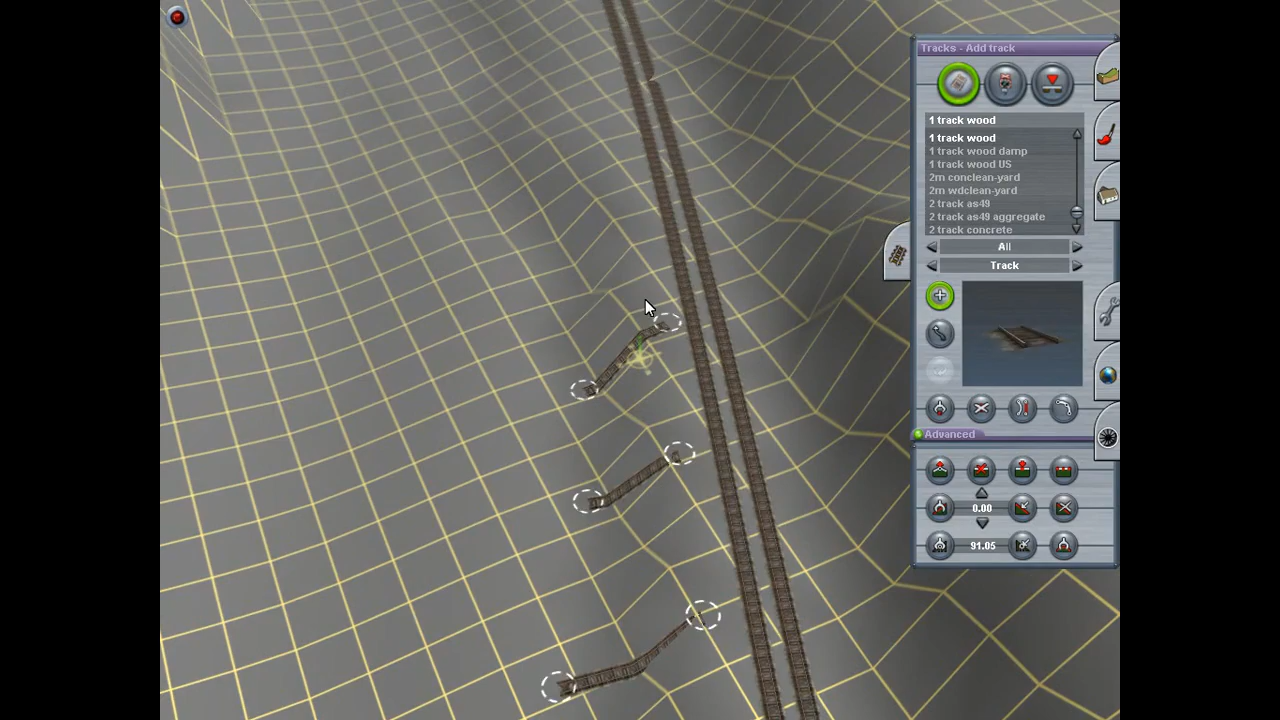 Tracks - Add track
1 track wood
1 track wood
1 track wood damp
1 track wood US
2m conclean-yard
2m wdclean-yard
2 track as49
2 track as49 aggregate
2 track concrete
All
Track
Advanced
0.00
91.05